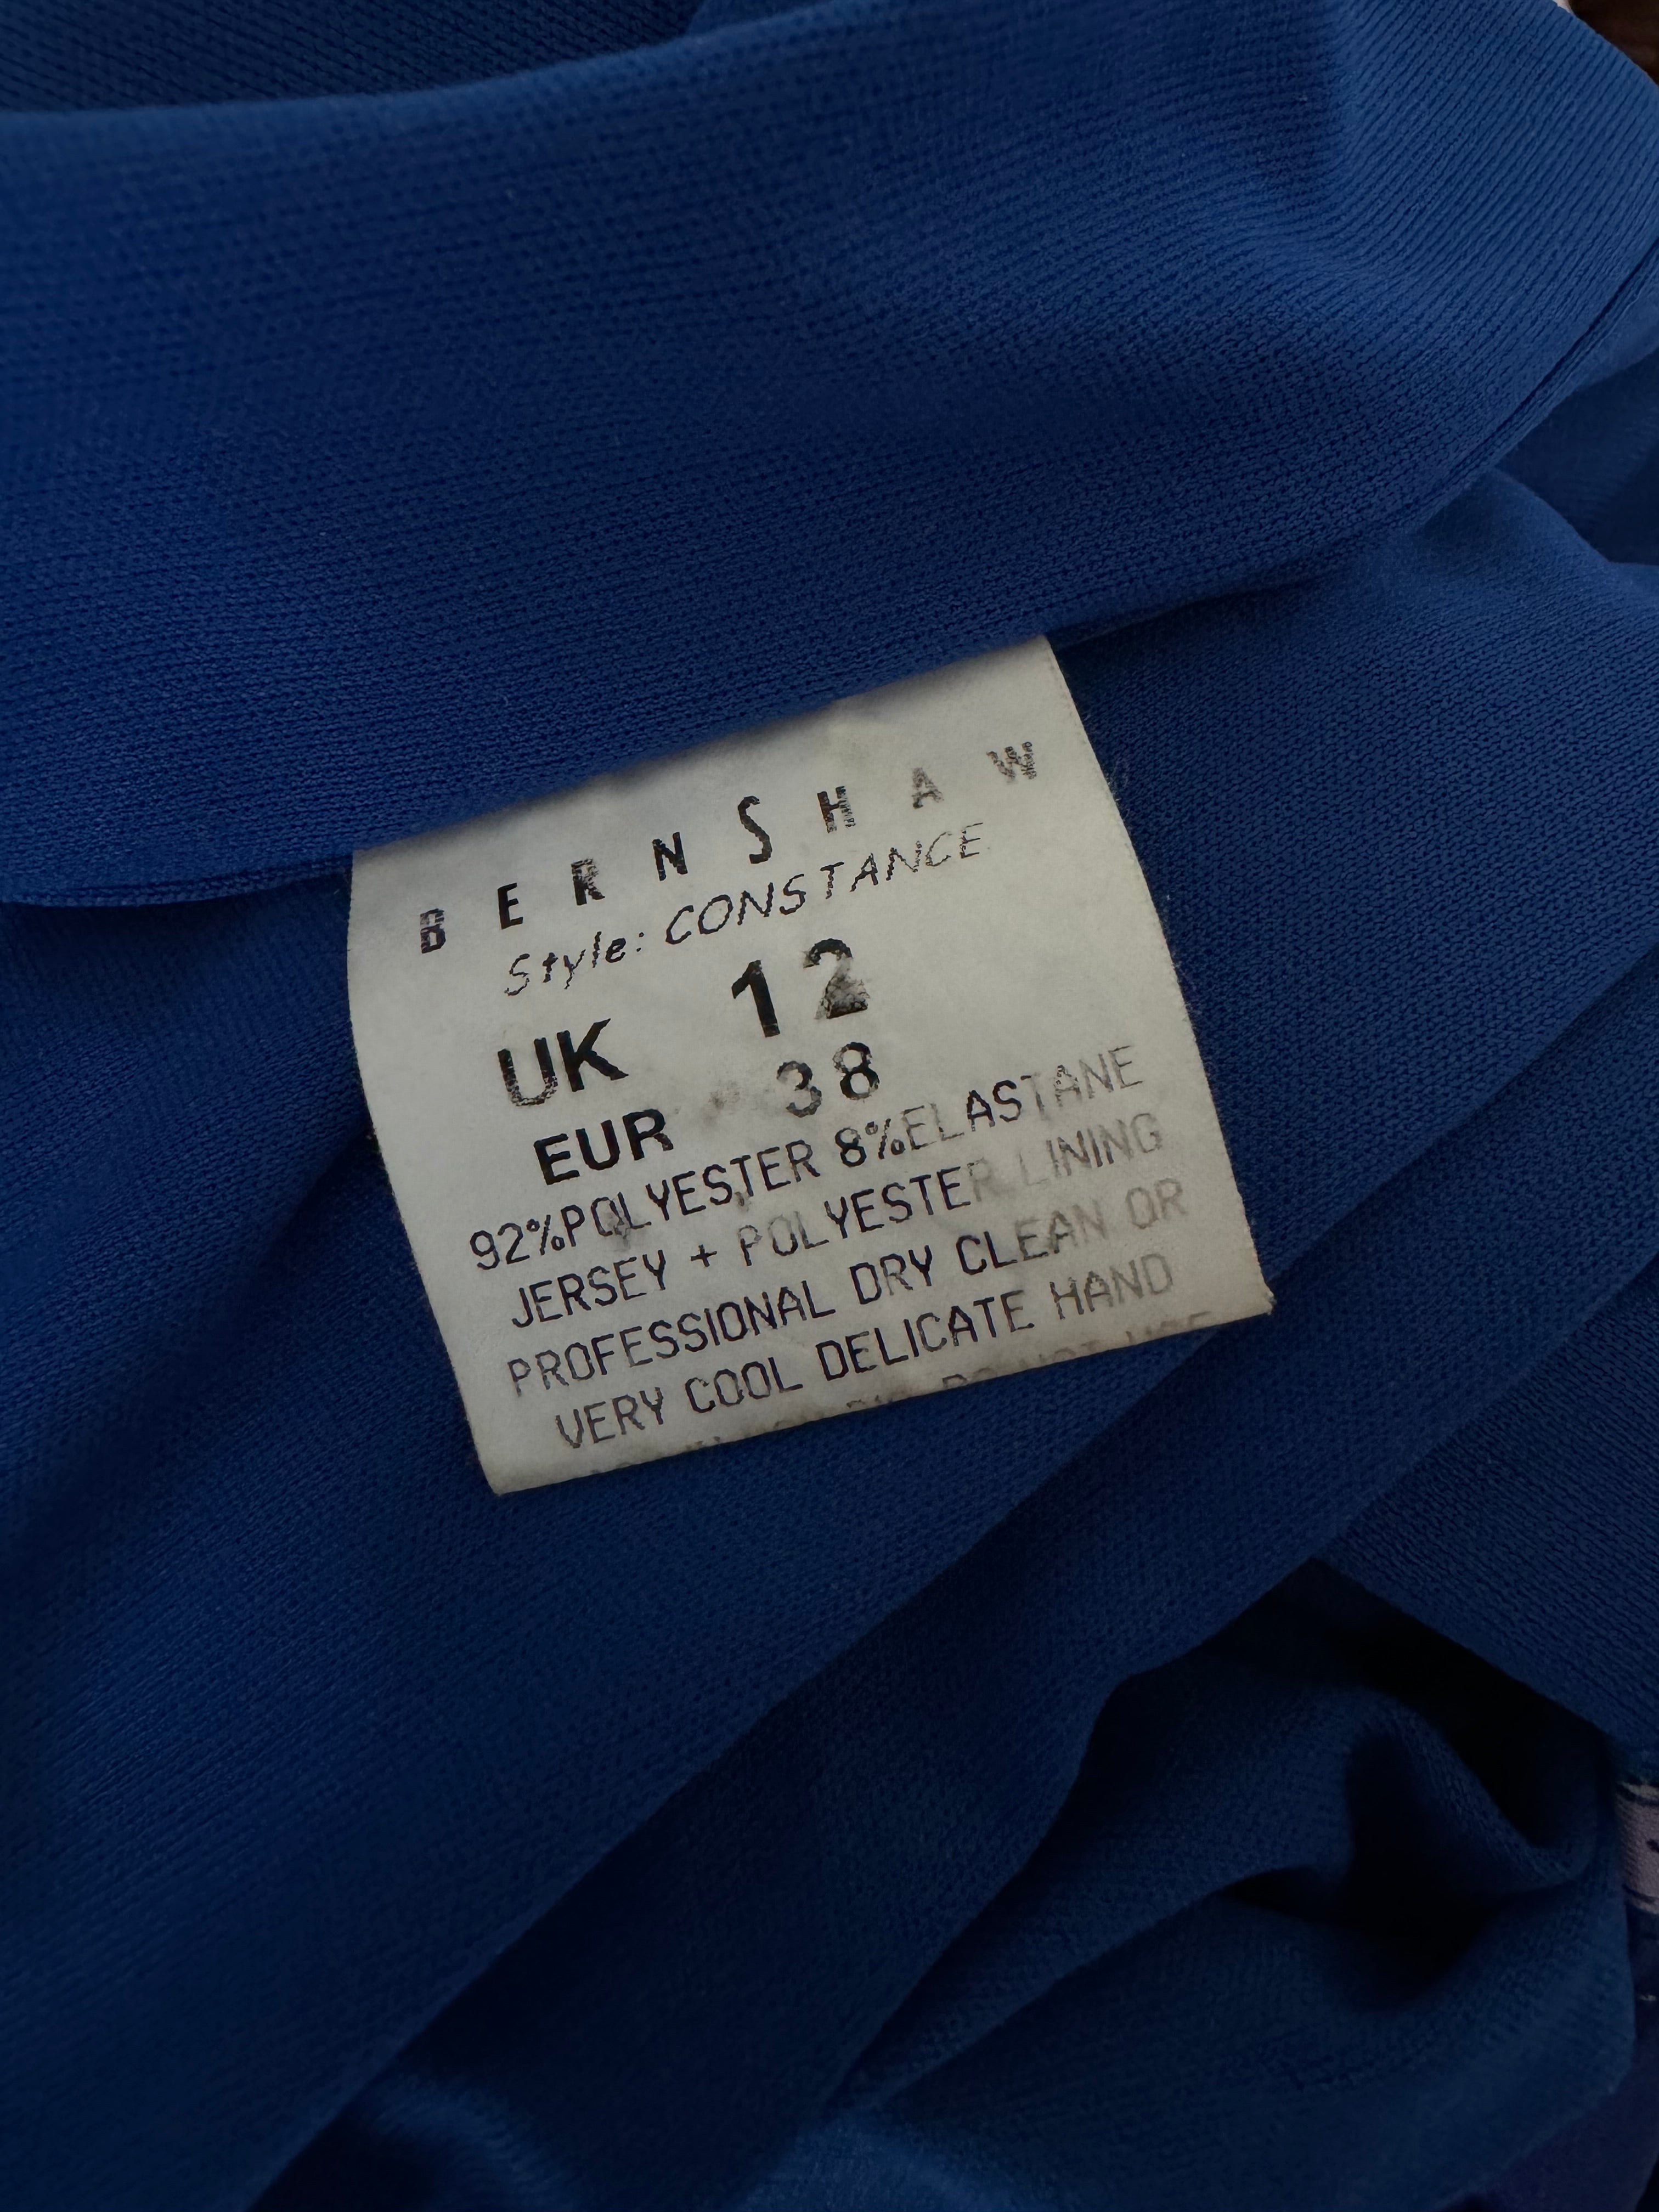 BERNSHAW
Style: CONSTANCE
UK 12
EUR 38
92%POLYESTER 8%ELASTANE
JERSEY + POLYESTER LINING
PROFESSIONAL DRY CLEAN OR
VERY COOL DELICATE HAND